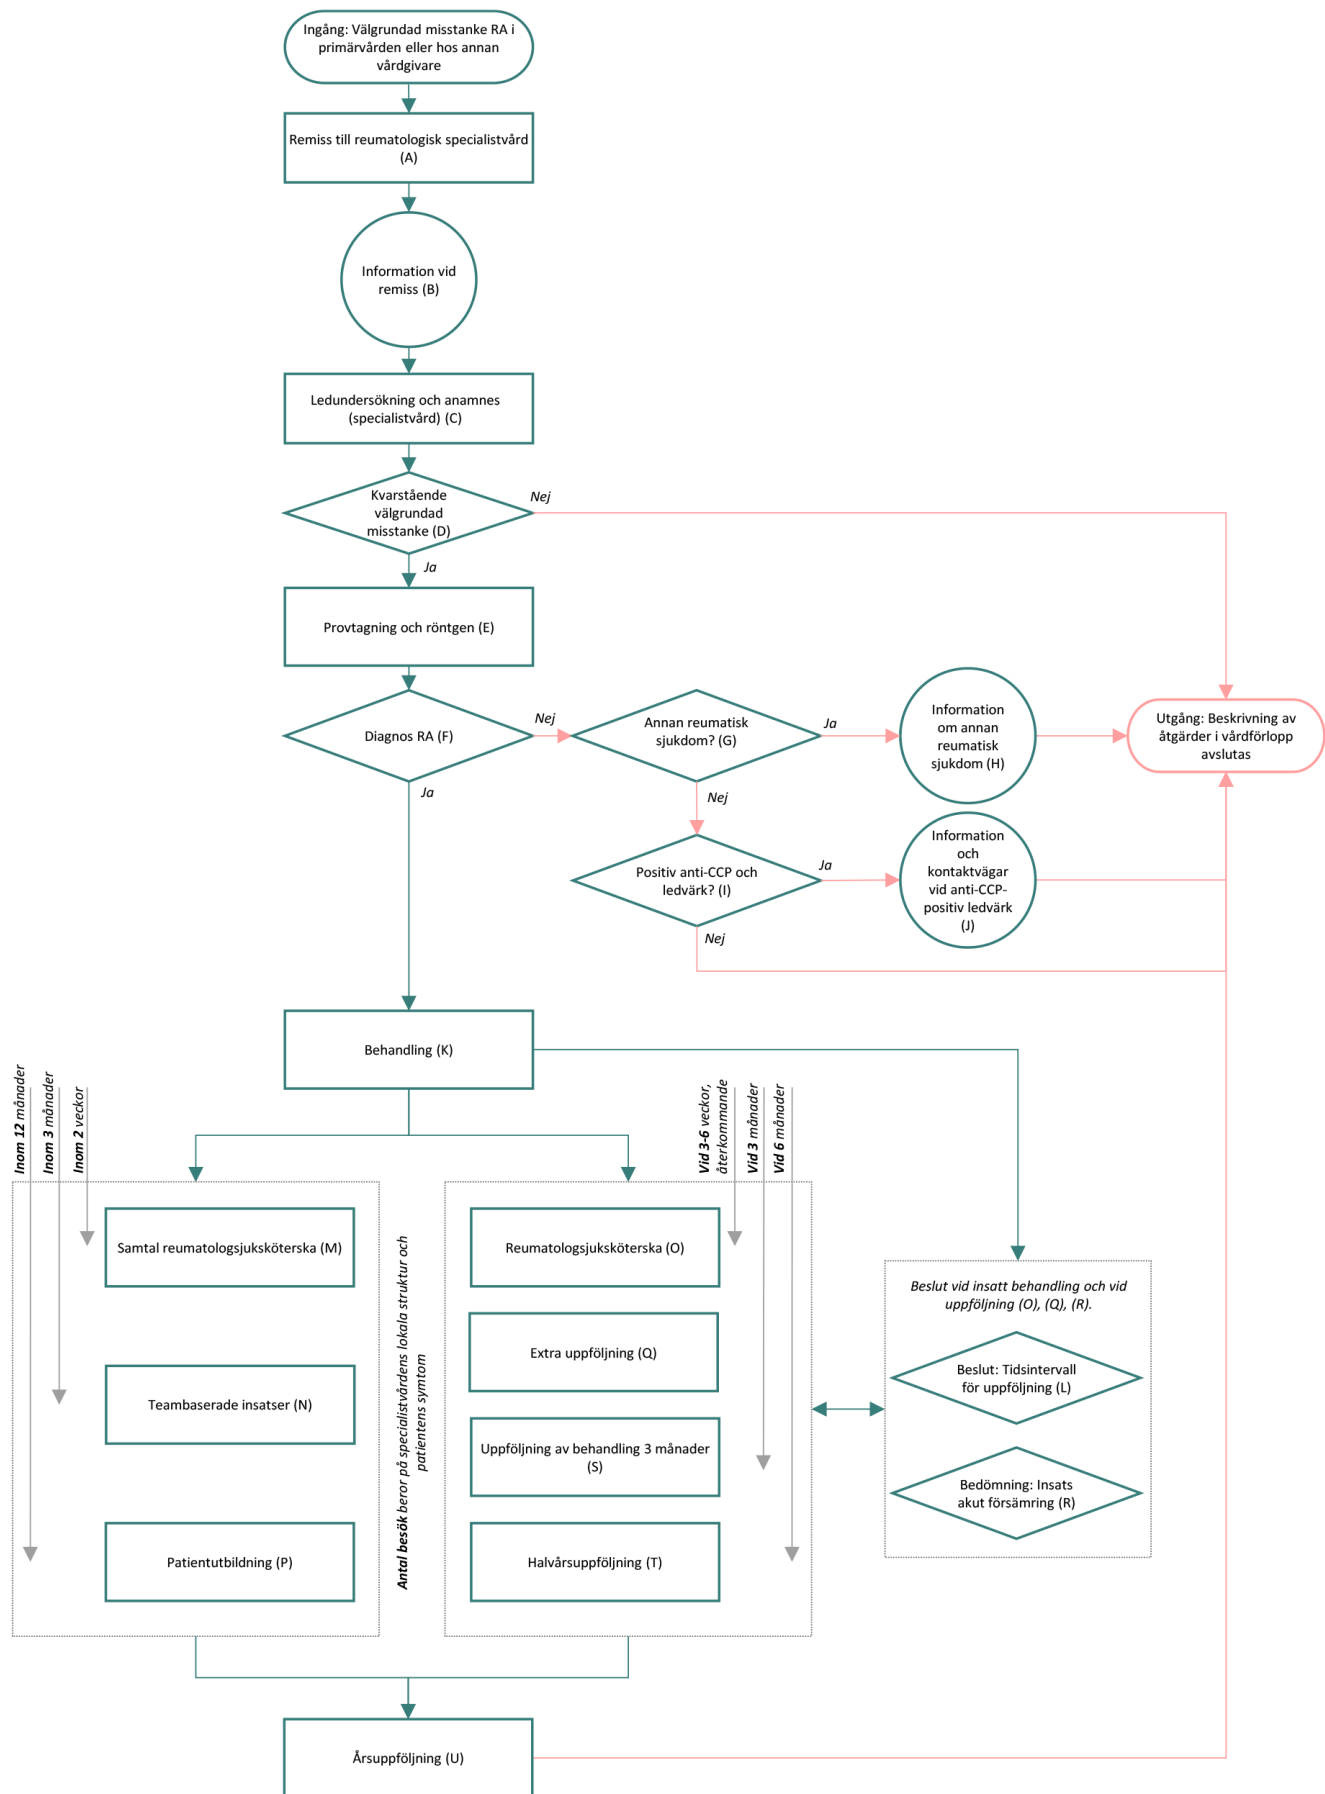 Ingång: Välgrundad misstanke RA i
primärvården eller hos annan
vårdgivare
Remiss till reumatologisk specialistvård
(A)
Information vid
remiss (B)
Ledundersökning och anamnes
(specialistvård) (C)
Kvarstående
välgrundad
misstanke (D)
Nej
Ja
Provtagning och röntgen (E)
Diagnos RA (F)
Nej
Ja
Annan reumatisk
sjukdom? (G)
Ja
Nej
Information
om annan
reumatisk
sjukdom (H)
Utgång: Beskrivning av
åtgärder i vårdförlopp
avslutas
Positiv anti-CCP och
ledvärk? (I)
Ja
Nej
Information
och
kontaktvägar
vid anti-CCP-
positiv ledvärk
(J)
Behandling (K)
Inom 12 månader
Inom 3 månader
Inom 2 veckor
Vid 3-6 veckor,
återkommande
Vid 3 månader
Vid 6 månader
Samtal reumatologsjuksköterska (M)
Teambaserade insatser (N)
Patientutbildning (P)
Antal besök beror på specialistvårdens lokala struktur och
patientens symtom
Reumatologsjuksköterska (O)
Extra uppföljning (Q)
Uppföljning av behandling 3 månader
(S)
Halvårsuppföljning (T)
Beslut vid insatt behandling och vid
uppföljning (O), (Q), (R).
Beslut: Tidsintervall
för uppföljning (L)
Bedömning: Insats
akut försämring (R)
Årsuppföljning (U)